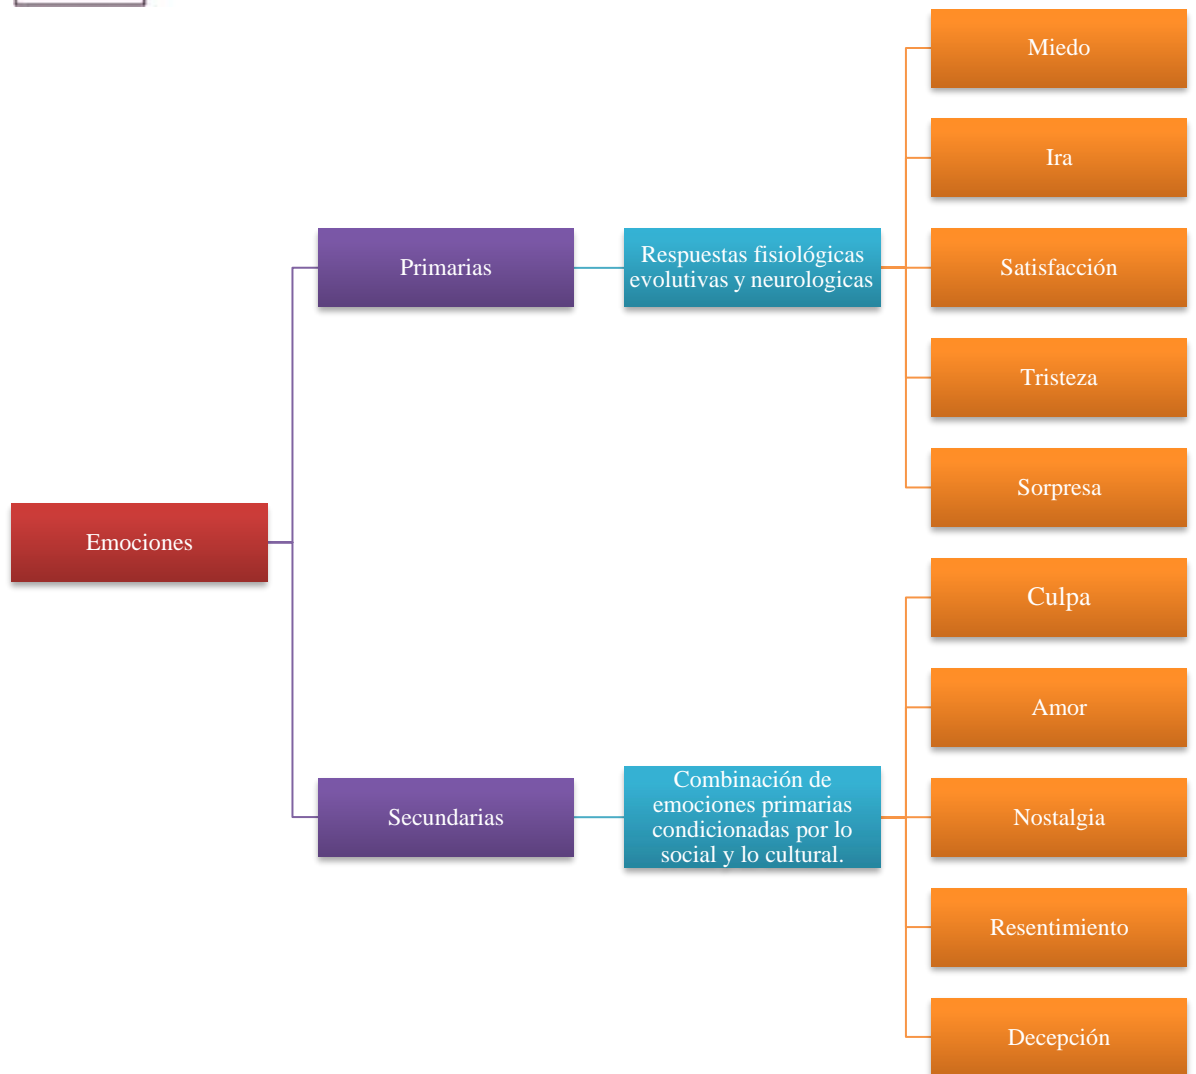 Miedo
Ira
Primarias
Respuestas fisiológicas
evolutivas y neurologicas
Satisfacción
Tristeza
Sorpresa
Emociones
Culpa
Amor
Secundarias
Combinación de
emociones primarias
condicionadas por lo
social y lo cultural.
Nostalgia
Resentimiento
Decepción